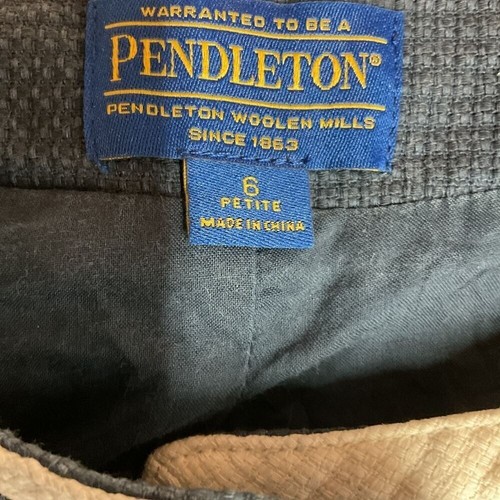 WARRANTED TO BE A
PENDLETON®
PENDLETON WOOLEN MILLS
SINCE 1863
6
PETITE
MADE IN CHINA